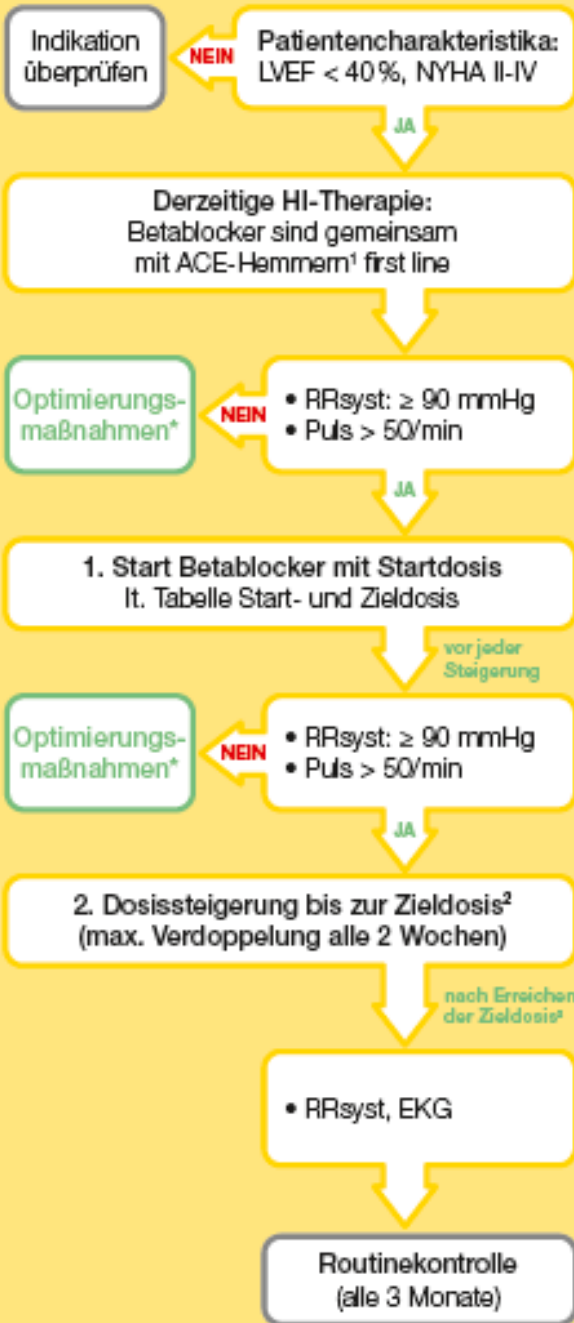 Indikation
überprüfen
NEIN
Patientencharakteristika:
LVEF < 40 %, NYHA II-IV
JA
Derzeitige HI-Therapie:
Betablocker sind gemeinsam
mit ACE-Hemmern¹ first line
Optimierungs-
maßnahmen*
NEIN
• RRsyst: ≥ 90 mmHg
• Puls > 50/min
JA
1. Start Betablocker mit Startdosis
lt. Tabelle Start- und Zieldosis
vor jeder
Steigerung
Optimierungs-
maßnahmen*
NEIN
• RRsyst: ≥ 90 mmHg
• Puls > 50/min
JA
2. Dosissteigerung bis zur Zieldosis²
(max. Verdoppelung alle 2 Wochen)
nach Erreichen
der Zieldosis²
• RRsyst, EKG
Routinekontrolle
(alle 3 Monate)